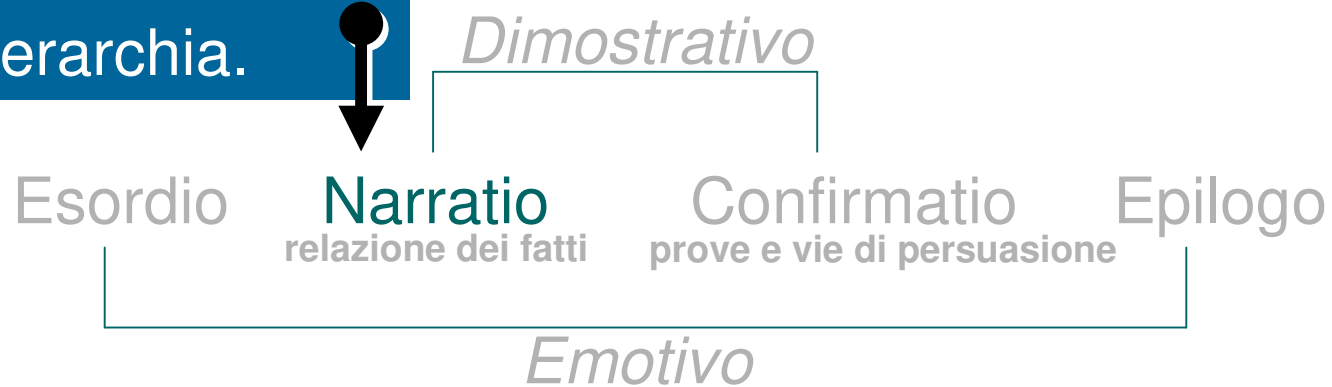 erarchia.
Dimostrativo
Esordio Narratio Confirmatio Epilogo
relazione dei fatti prove e vie di persuasione
Emotivo